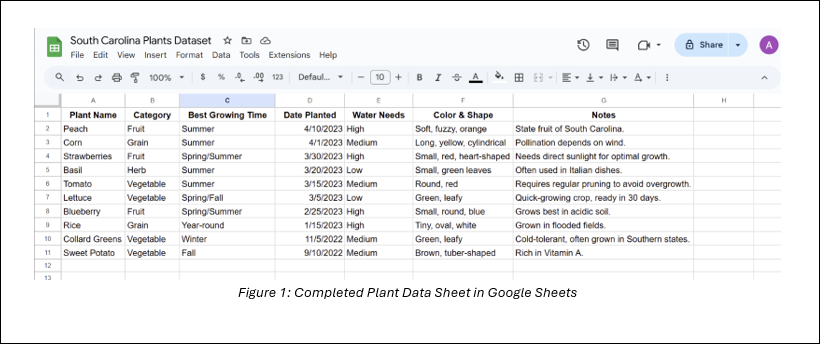 South Carolina Plants Dataset
File Edit View Insert Format Data Tools Extensions Help
Share A
100% $ % .0 .00 123 Defaul... - 10 + B I S A A
A B C D E F G H
1 Plant Name Category Best Growing Time Date Planted Water Needs Color & Shape Notes
2 Peach Fruit Summer 4/10/2023 High Soft, fuzzy, orange State fruit of South Carolina.
3 Corn Grain Summer 4/1/2023 Medium Long, yellow, cylindrical Pollination depends on wind.
4 Strawberries Fruit Spring/Summer 3/30/2023 High Small, red, heart-shaped Needs direct sunlight for optimal growth.
5 Basil Herb Summer 3/20/2023 Low Small, green leaves Often used in Italian dishes.
6 Tomato Vegetable Summer 3/15/2023 Medium Round, red Requires regular pruning to avoid overgrowth.
7 Lettuce Vegetable Spring/Fall 3/5/2023 Low Green, leafy Quick-growing crop, ready in 30 days.
8 Blueberry Fruit Spring/Summer 2/25/2023 High Small, round, blue Grows best in acidic soil.
9 Rice Grain Year-round 1/15/2023 High Tiny, oval, white Grown in flooded fields.
10 Collard Greens Vegetable Winter 11/5/2022 Medium Green, leafy Cold-tolerant, often grown in Southern states.
11 Sweet Potato Vegetable Fall 9/10/2022 Medium Brown, tuber-shaped Rich in Vitamin A.
12
13
Figure 1: Completed Plant Data Sheet in Google Sheets